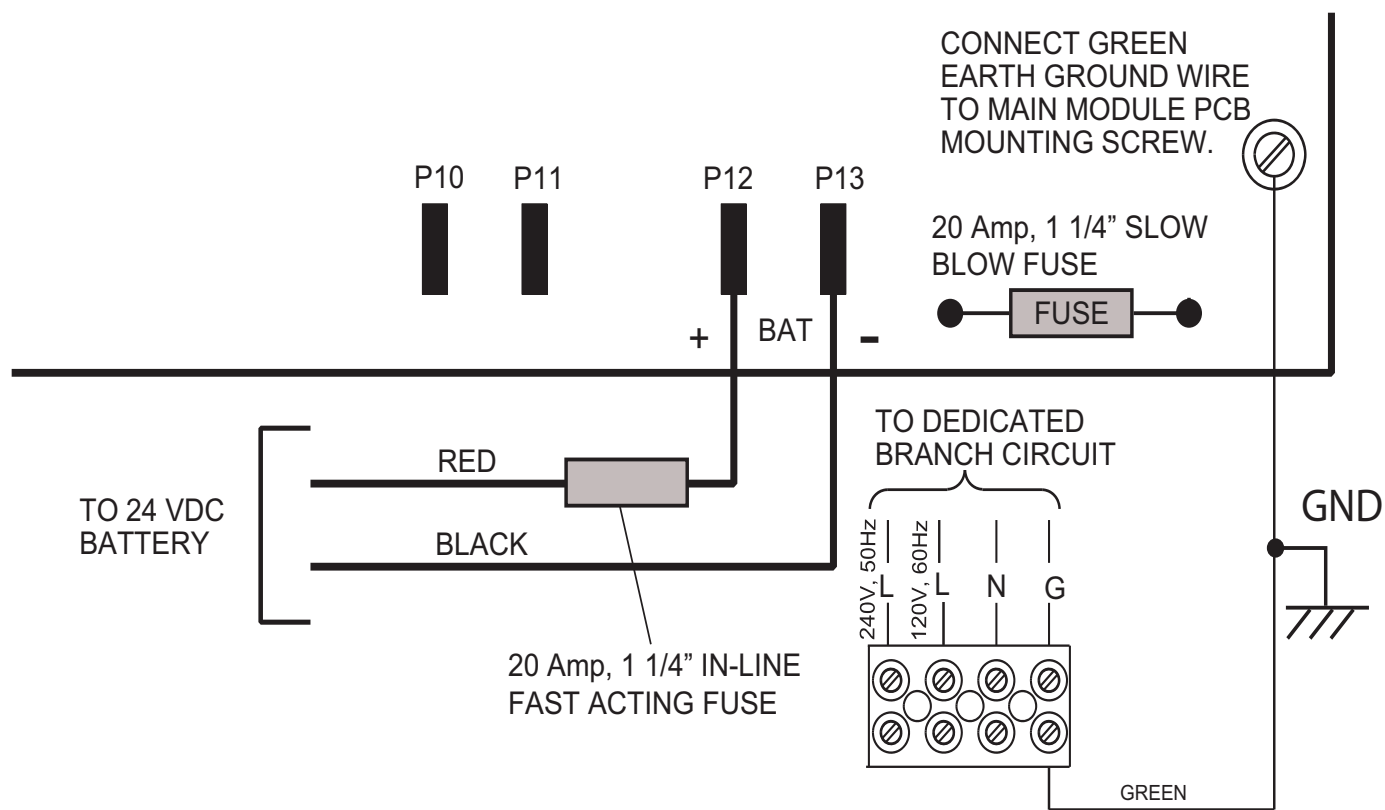 CONNECT GREEN
EARTH GROUND WIRE
TO MAIN MODULE PCB
MOUNTING SCREW.
P10
P11
P12
P13
20 Amp, 1 1/4” SLOW
BLOW FUSE
FUSE
+
BAT
-
TO DEDICATED
BRANCH CIRCUIT
RED
TO 24 VDC
BATTERY
BLACK
GND
240V, 50Hz
L
120V, 60Hz
L
N
G
20 Amp, 1 1/4” IN-LINE
FAST ACTING FUSE
GREEN